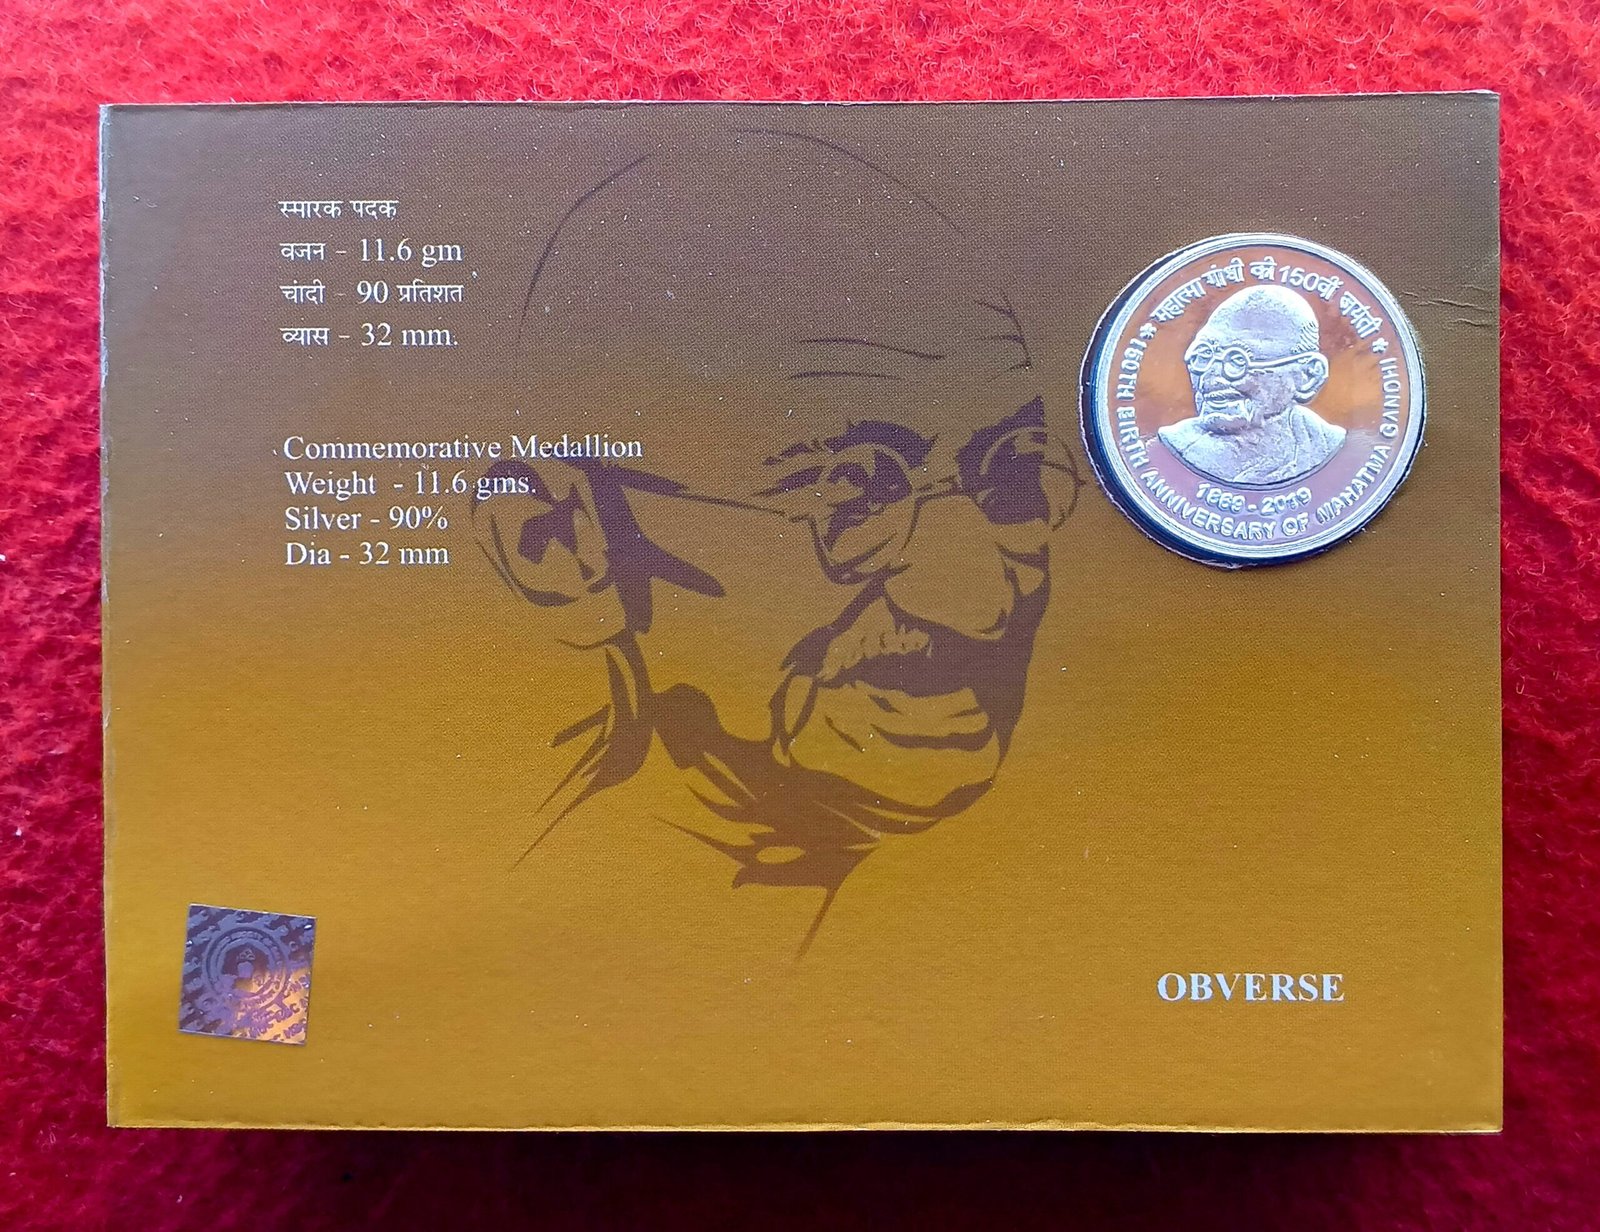 स्मारक पदक
वजन - 11.6 gm
चांदी - 90 प्रतिशत
व्यास - 32 mm.
Commemorative Medallion
Weight - 11.6 gms.
Silver - 90%
Dia - 32 mm
महात्मा गांधी की 150वीं जयंती
1869 - 2019
* 150TH BIRTH ANNIVERSARY OF MAHATMA GANDHI *
OBVERSE